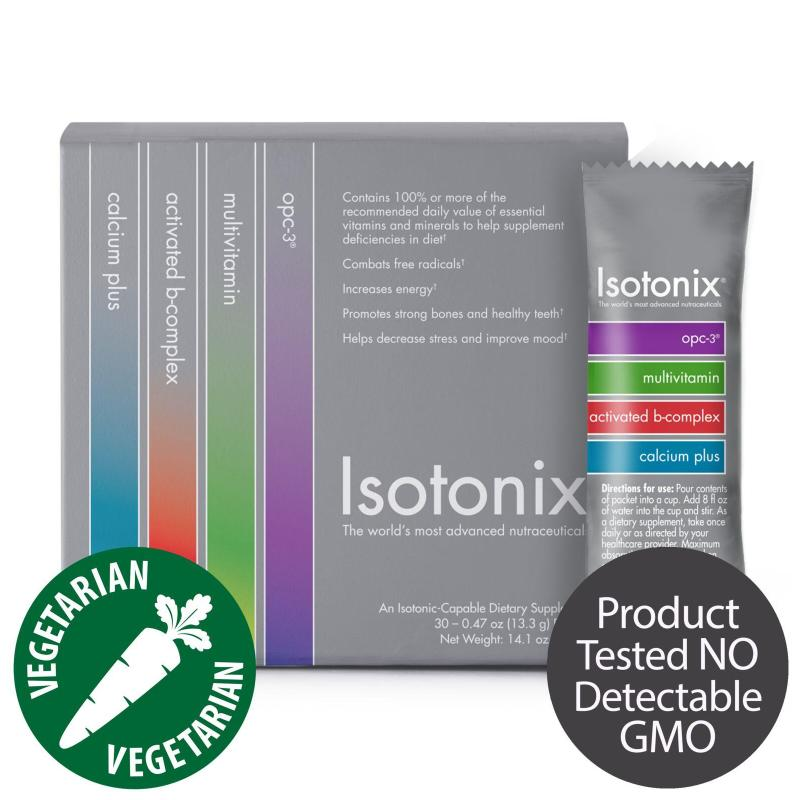 calcium plus
activated b-complex
multivitamin
opc-3®
Contains 100% or more of the
recommended daily value of essential
vitamins and minerals to help supplement
deficiencies in diet†
Combats free radicals†
Increases energy†
Promotes strong bones and healthy teeth†
Helps decrease stress and improve mood†
Isotonix
The world's most advanced nutraceutical
An Isotonic-Capable Dietary
30 – 0.47 oz (13.3 g)
Net Weight: 14.1 oz
Isotonix®
The world's most advanced nutraceuticals
opc-3®
multivitamin
activated b-complex
calcium plus
Directions for use: Pour contents
of packet into a cup. Add 8 fl oz
of water into the cup and stir. As
a dietary supplement, take once
daily or as directed by your
healthcare provider. Maximum
VEGETARIAN
VEGETARIAN
Product
Tested NO
Detectable
GMO